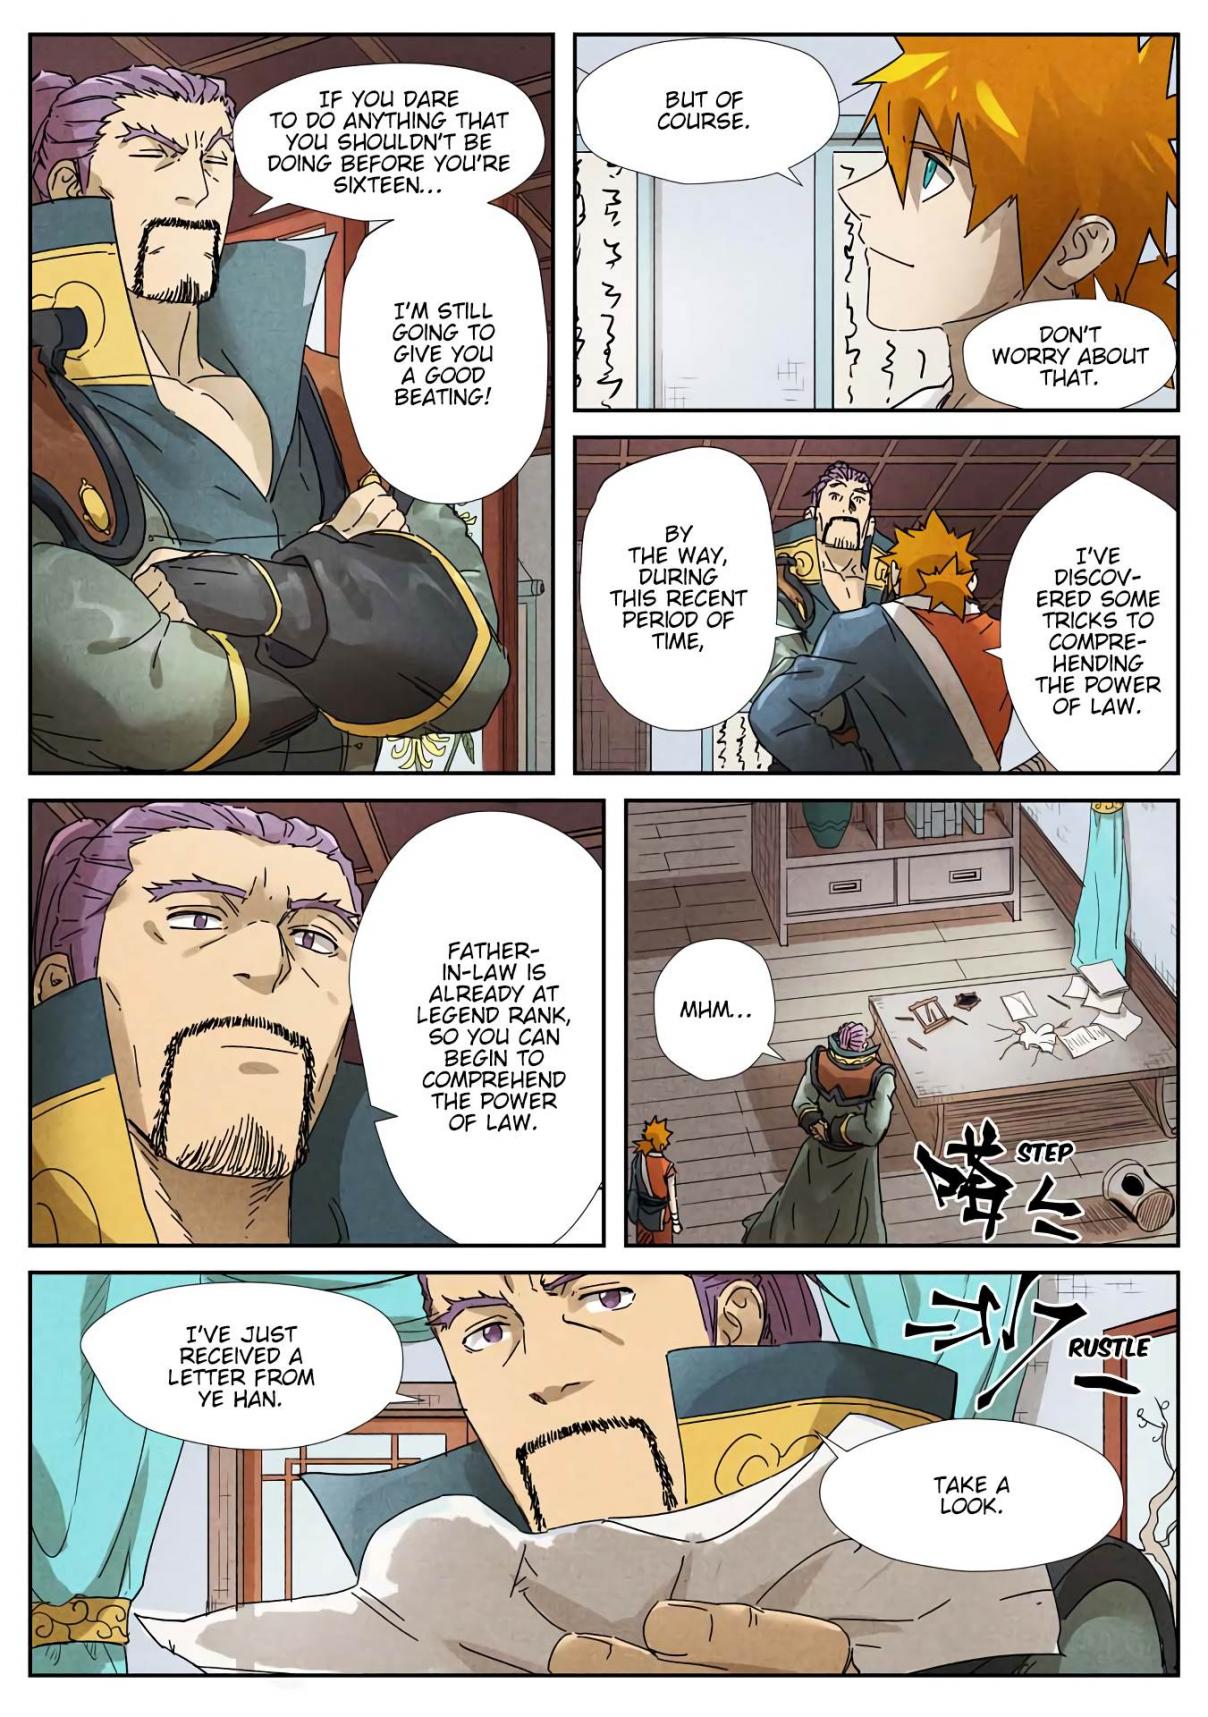 IF YOU DARE
TO DO ANYTHING THAT
YOU SHOULDN'T BE
DOING BEFORE YOU'RE
SIXTEEN...
I'M STILL
GOING TO
GIVE YOU
A GOOD
BEATING!
BUT OF
COURSE.
DON'T
WORRY ABOUT
THAT.
BY
THE WAY,
DURING
THIS RECENT
PERIOD OF
TIME,
I'VE
DISCOV-
ERED SOME
TRICKS TO
COMPRE-
HENDING
THE POWER
OF LAW.
FATHER-
IN-LAW IS
ALREADY AT
LEGEND RANK,
SO YOU CAN
BEGIN TO
COMPREHEND
THE POWER
OF LAW.
MHM...
STEP
I'VE JUST
RECEIVED A
LETTER FROM
YE HAN.
RUSTLE
TAKE A
LOOK.